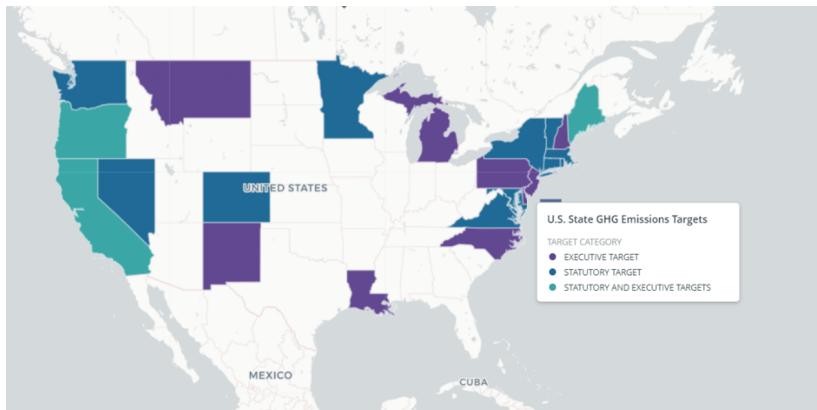 UNITED STATES
U.S. State GHG Emissions Targets
TARGET CATEGORY
EXECUTIVE TARGET
STATUTORY TARGET
STATUTORY AND EXECUTIVE TARGETS
MEXICO
CUBA